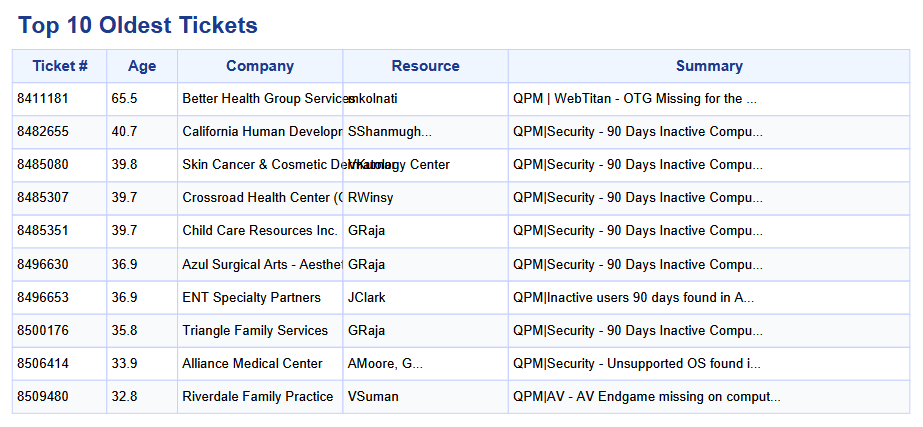 Top 10 Oldest Tickets
Ticket # Age Company Resource Summary
8411181 65.5 Better Health Group Services mkolnati QPM | WebTitan - OTG Missing for the ...
8482655 40.7 California Human Develop SShanmugh... QPM|Security - 90 Days Inactive Compu...
8485080 39.8 Skin Cancer & Cosmetic Dermatology Center QPM|Security - 90 Days Inactive Compu...
8485307 39.7 Crossroad Health Center ( RWinsy QPM|Security - 90 Days Inactive Compu...
8485351 39.7 Child Care Resources Inc. GRaja QPM|Security - 90 Days Inactive Compu...
8496630 36.9 Azul Surgical Arts - Aesthet GRaja QPM|Security - 90 Days Inactive Compu...
8496653 36.9 ENT Specialty Partners JClark QPM|Inactive users 90 days found in A...
8500176 35.8 Triangle Family Services GRaja QPM|Security - 90 Days Inactive Compu...
8506414 33.9 Alliance Medical Center AMoore, G... QPM|Security - Unsupported OS found i...
8509480 32.8 Riverdale Family Practice VSuman QPM|AV - AV Endgame missing on comput...